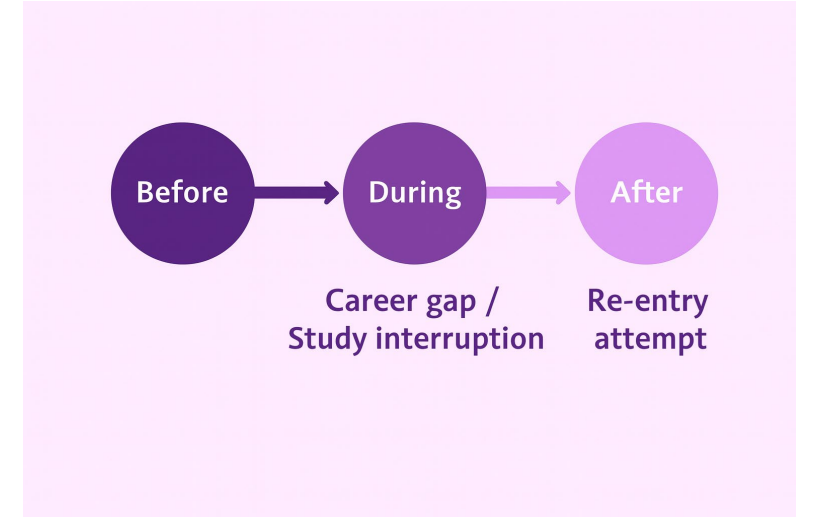 Before
During
After
Career gap /
Study interruption
Re-entry
attempt